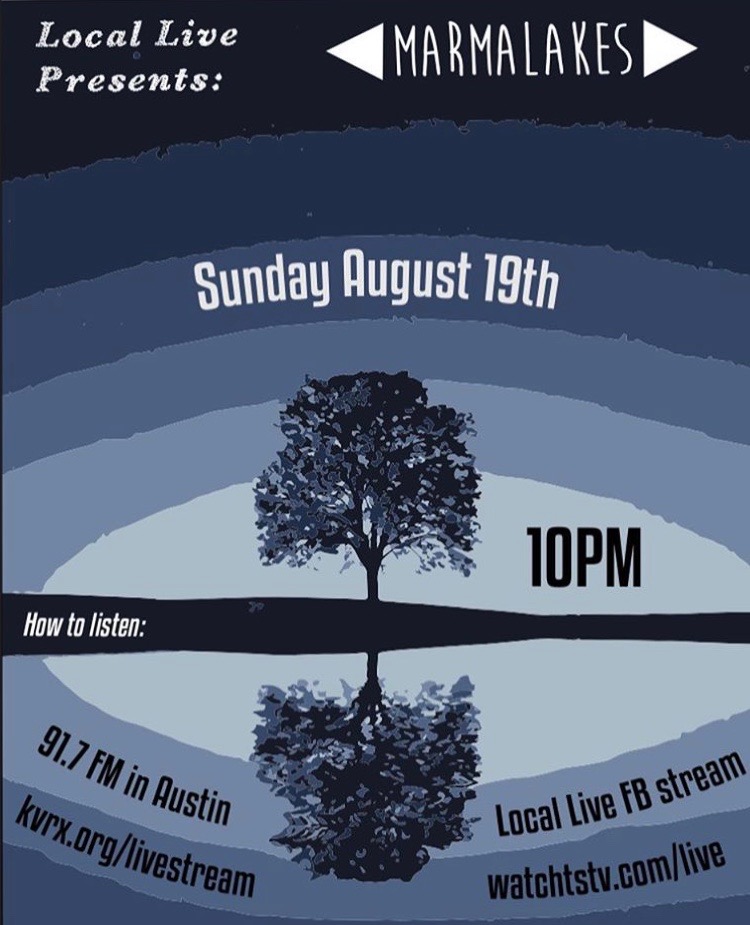 Local Live
Presents:
MARMALAKES
Sunday August 19th
10PM
How to listen:
91.7 FM in Austin
kvrx.org/livestream
Local Live FB stream
watchtstv.com/live